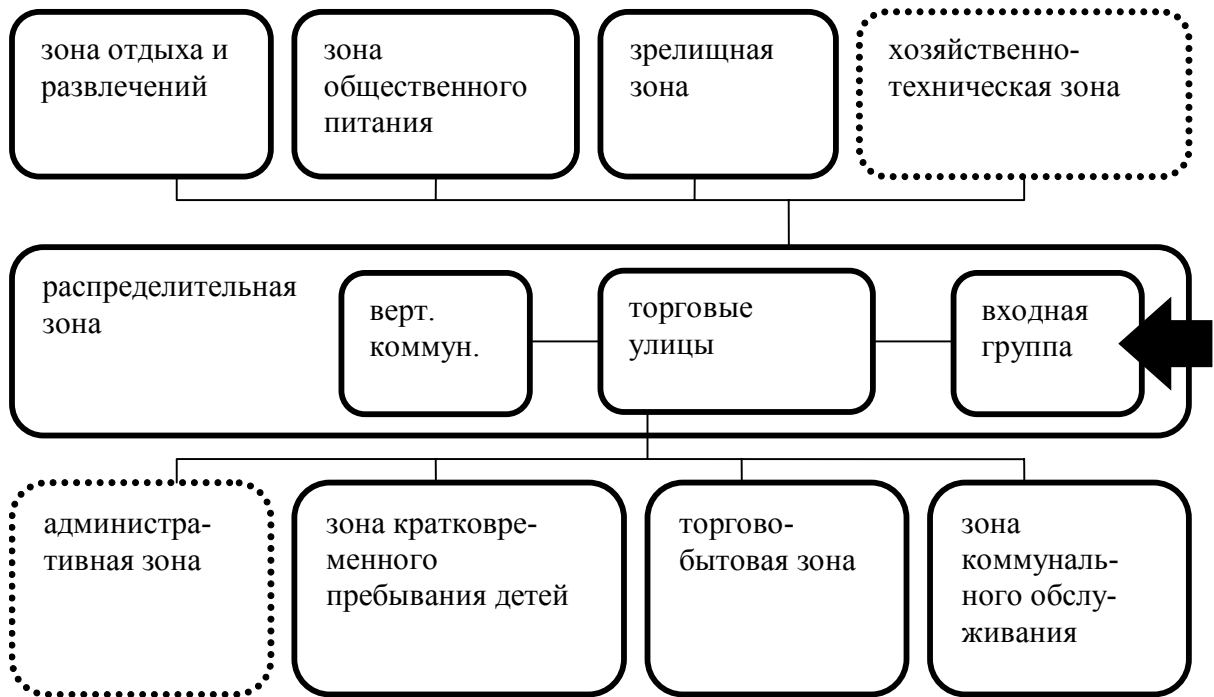 зона отдыха и
развлечений
зона
общественного
питания
зрелищная
зона
хозяйственно-
техническая зона
распределительная
зона
верт.
коммун.
торговые
улицы
входная
группа
администра-
тивная зона
зона кратковре-
менного
пребывания детей
торгово-
бытовая зона
зона
коммуналь-
ного обслу-
живания